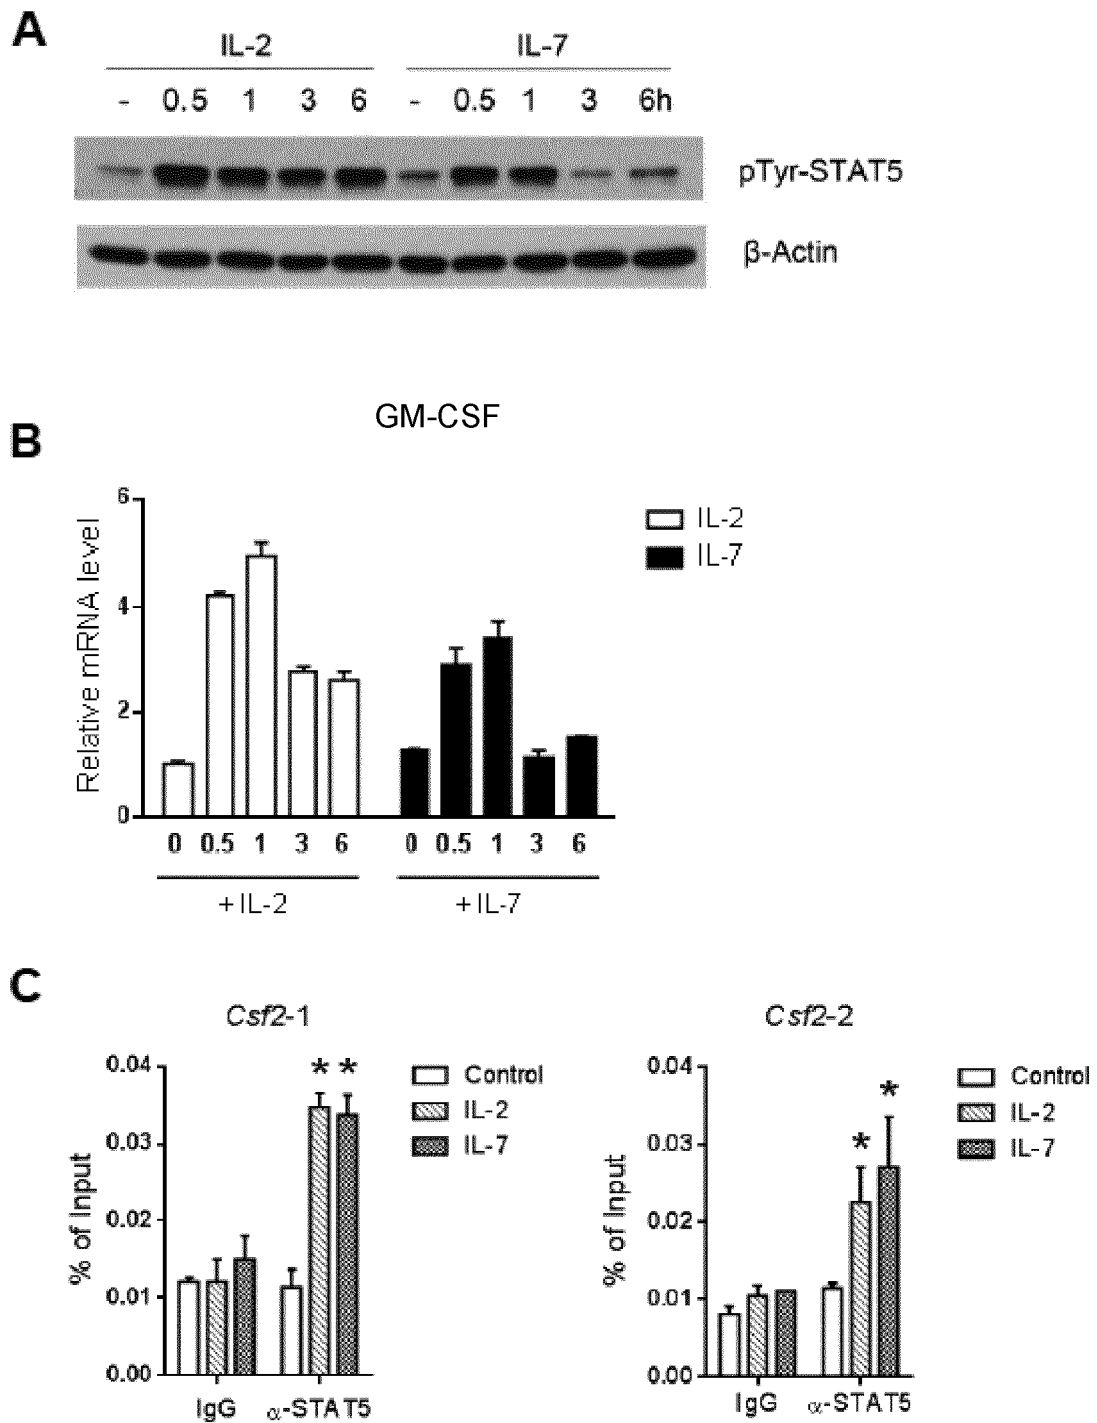 A
IL-2 IL-7
- 0.5 1 3 6 - 0.5 1 3 6h
pTyr-STAT5
β-Actin
GM-CSF
B
Relative mRNA level
6
4
2
0
IL-2
IL-7
0 0.5 1 3 6 0 0.5 1 3 6
+IL-2 +IL-7
C
Csf2-1
% of Input
0.04
0.03
0.02
0.01
0.00
* *
Control
IL-2
IL-7
IgG α-STAT5
Csf2-2
% of Input
0.04
0.03
0.02
0.01
0.00
* *
Control
IL-2
IL-7
IgG α-STAT5